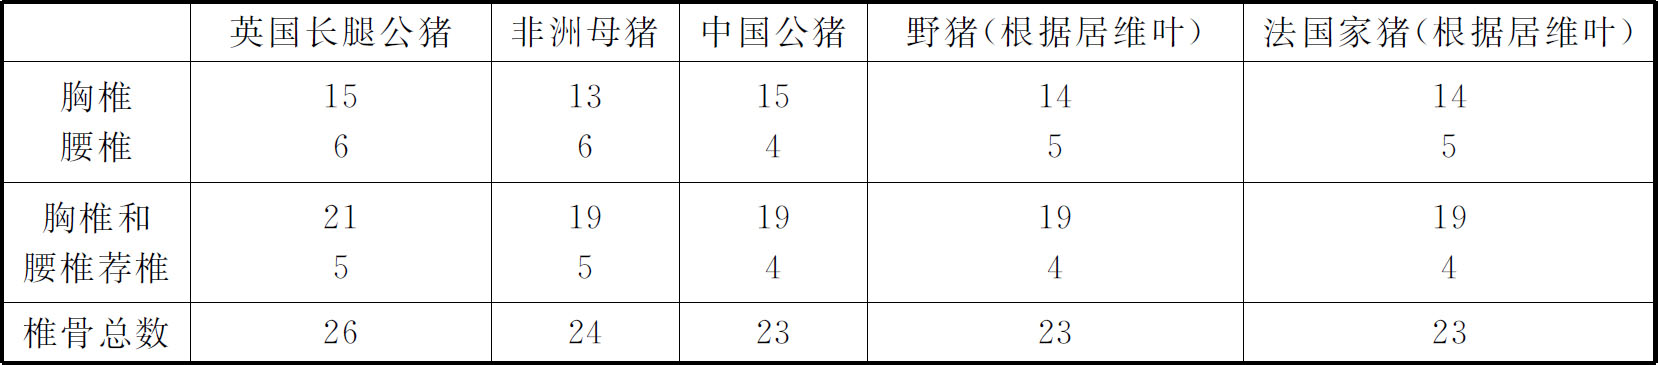 英国长腿公猪 非洲母猪 中国公猪 野猪(根据居维叶) 法国家猪(根据居维叶)
胸椎 15 13 15 14 14
腰椎 6 6 4 5 5
胸椎和 21 19 19 19 19
腰椎荐椎 5 5 4 4 4
椎骨总数 26 24 23 23 23